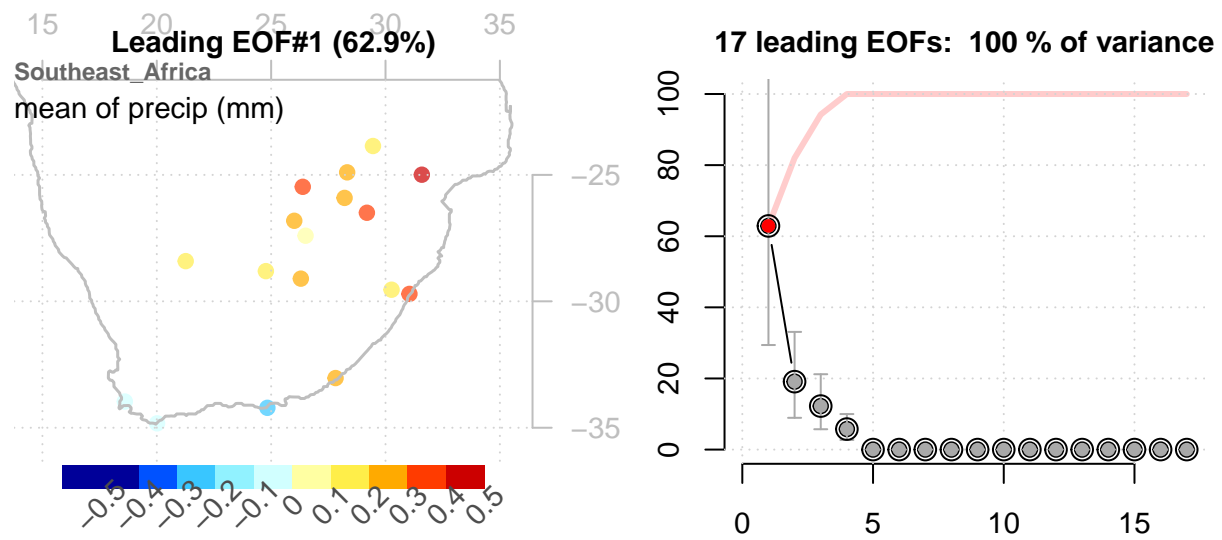 15 20 25 30 35
Leading EOF#1 (62.9%)
Southeast_Africa
mean of precip (mm)
−25
−30
−35
−0.5 −0.4 −0.3 −0.2 −0.1 0 0.1 0.2 0.3 0.4 0.5
17 leading EOFs: 100 % of variance
100
80
60
40
20
0
0 5 10 15